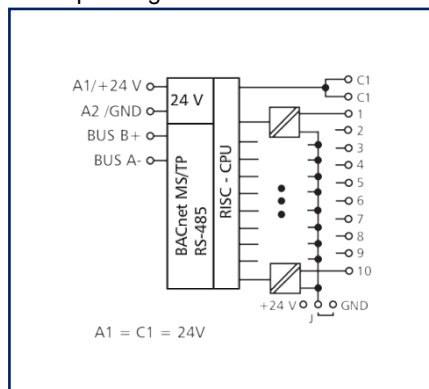 A1/+24 V
A2 /GND
BUS B+
BUS A-
24 V
BACnet MS/TP
RS-485
RISC - CPU
C1
C1
1
2
3
4
5
6
7
8
9
10
+24 V
GND
J
A1 = C1 = 24V